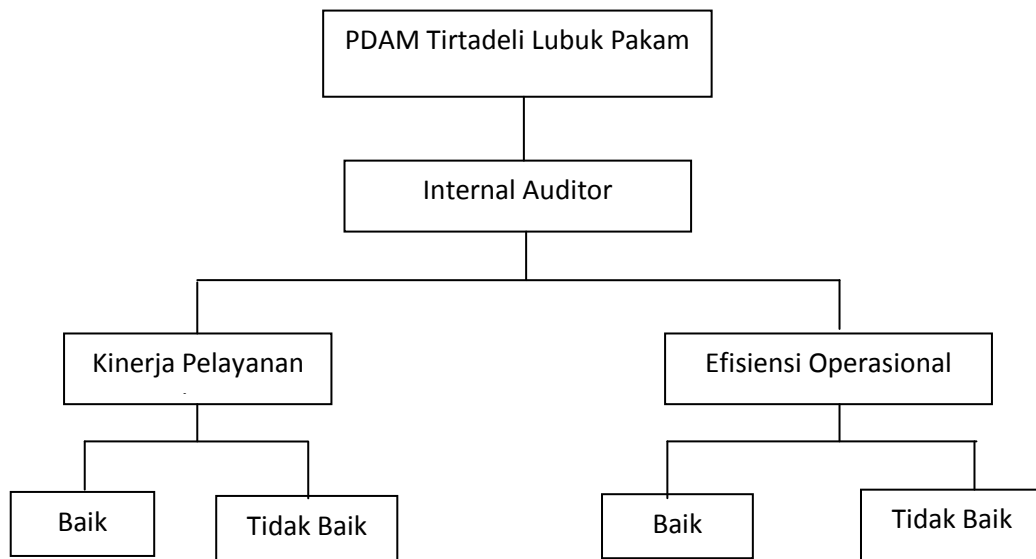 PDAM Tirtadeli Lubuk Pakam
Internal Auditor
Kinerja Pelayanan
Efisiensi Operasional
Baik
Tidak Baik
Baik
Tidak Baik